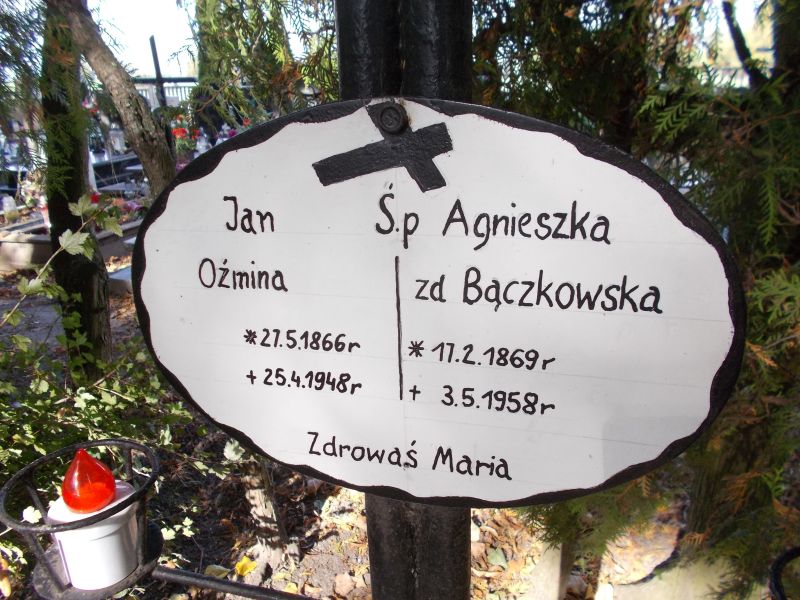 Jan Ś.p Agnieszka
Oźmina zd Bączkowska
*27.5.1866r *17.2.1869r
+ 25.4.1948r + 3.5.1958r
Zdrowaś Maria